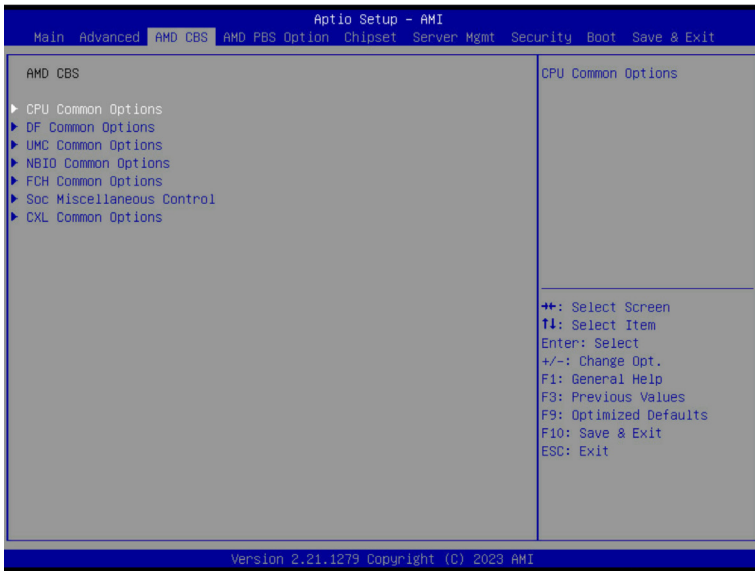 Aptio Setup – AMI
Main Advanced AMD CBS AMD PBS Option Chipset Server Mgmt Security Boot Save & Exit
AMD CBS
CPU Common Options
DF Common Options
UMC Common Options
NBIO Common Options
FCH Common Options
Soc Miscellaneous Control
CXL Common Options
CPU Common Options
→←: Select Screen
↑↓: Select Item
Enter: Select
+/-: Change Opt.
F1: General Help
F3: Previous Values
F9: Optimized Defaults
F10: Save & Exit
ESC: Exit
Version 2.21.1279 Copyright (C) 2023 AMI